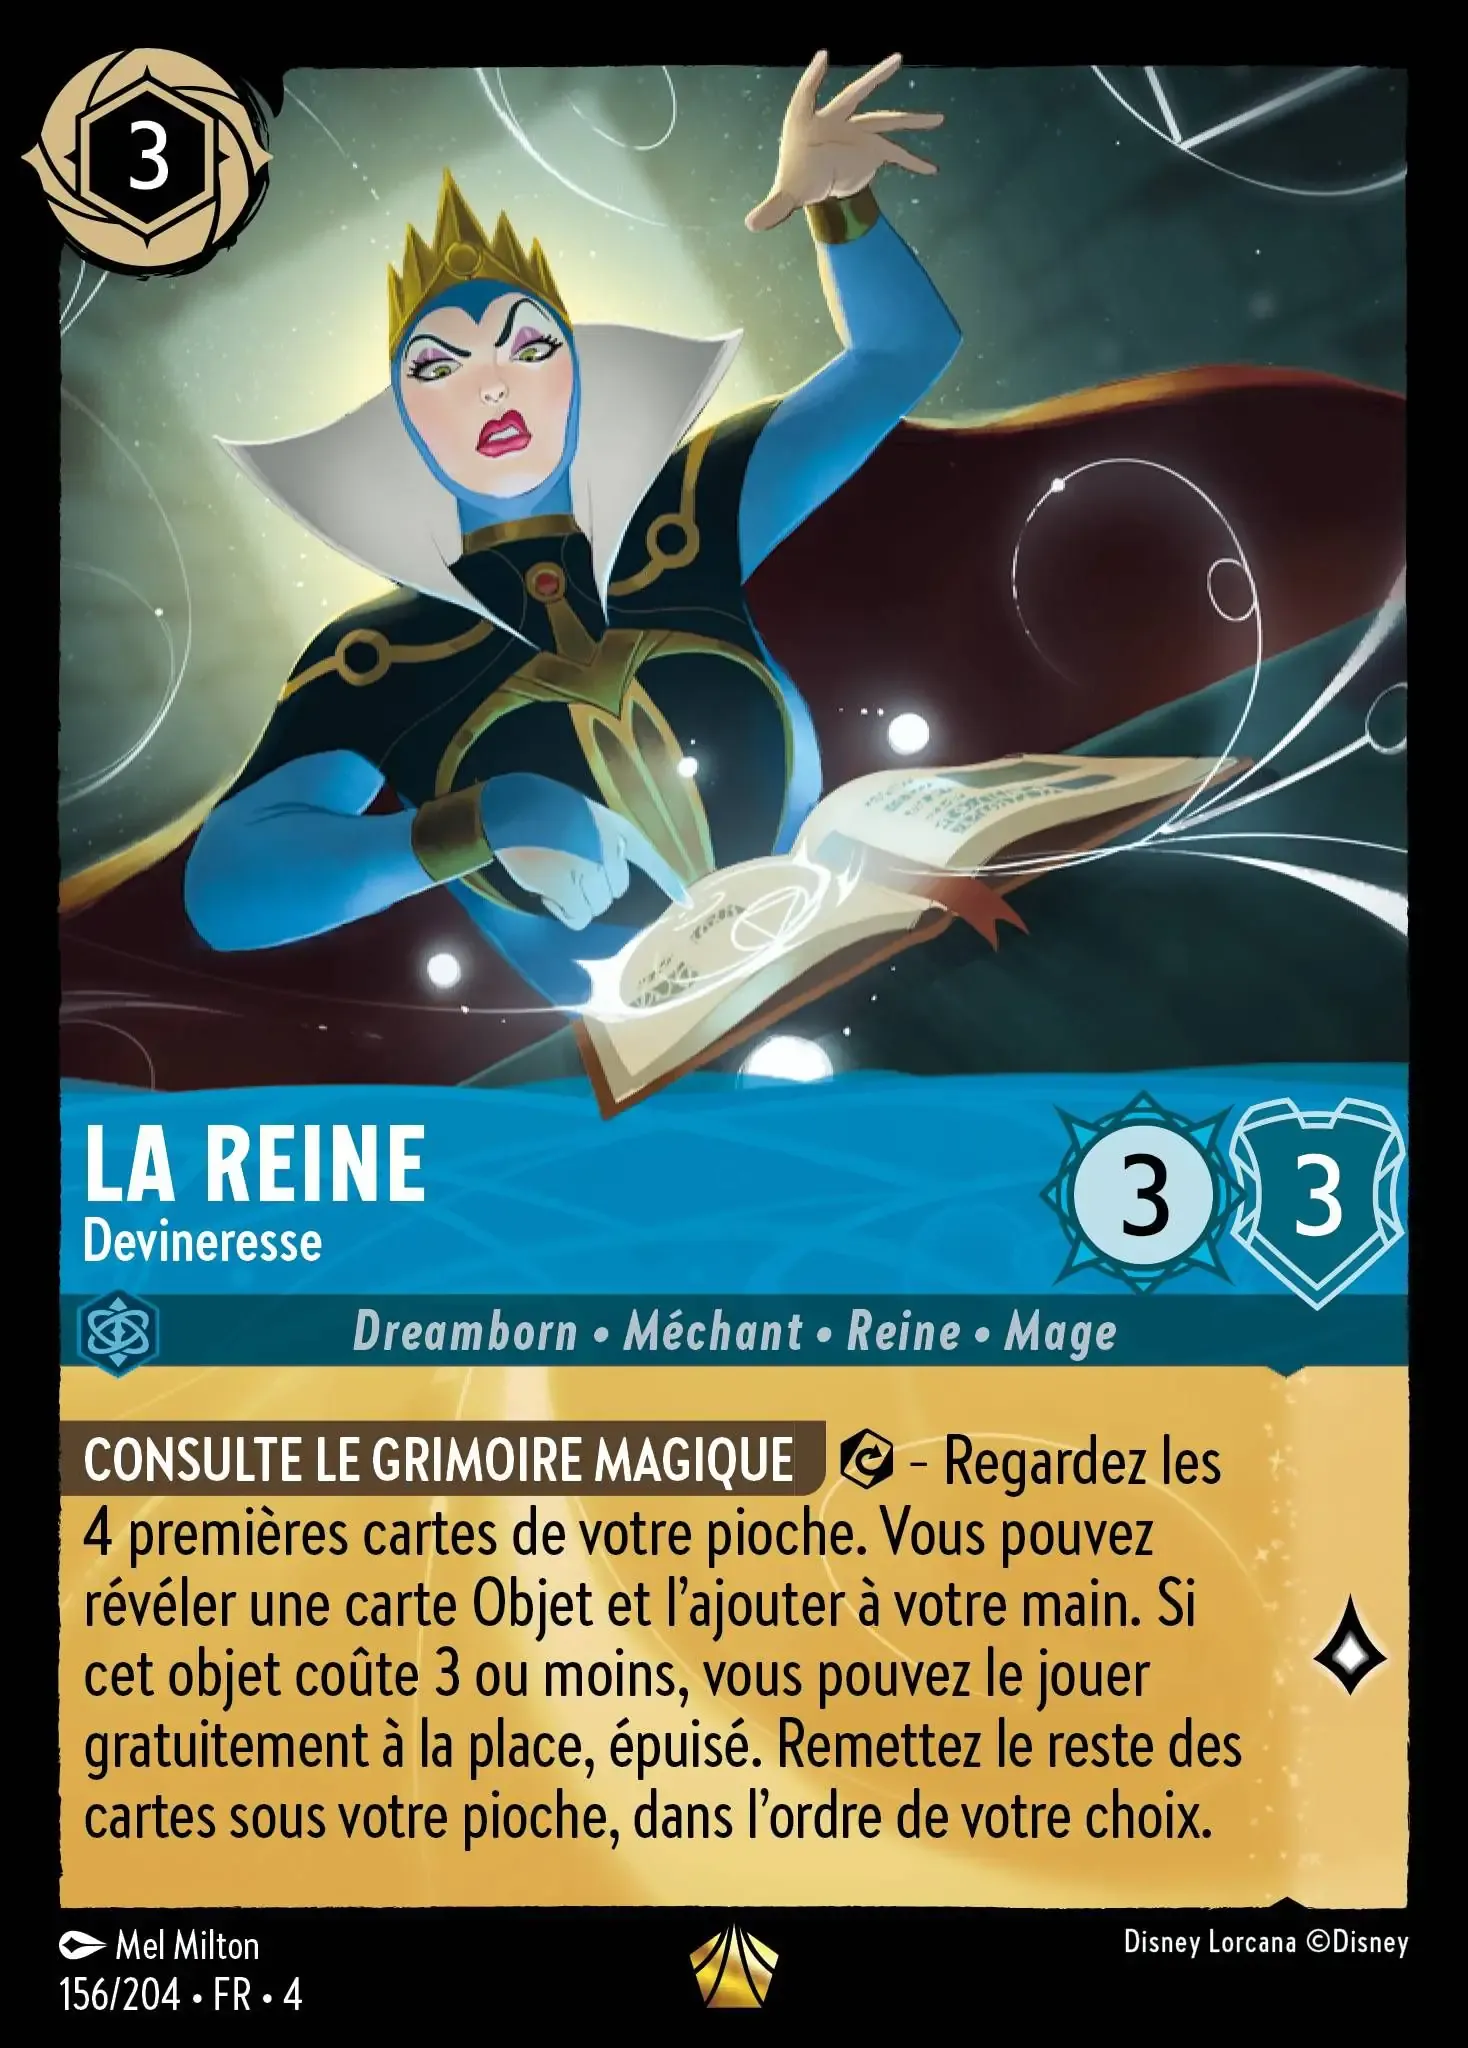 3
LA REINE
Devineresse
3
3
Dreamborn • Méchant • Reine • Mage
CONSULTE LE GRIMOIRE MAGIQUE - Regardez les
4 premières cartes de votre pioche. Vous pouvez
révéler une carte Objet et l’ajouter à votre main. Si
cet objet coûte 3 ou moins, vous pouvez le jouer
gratuitement à la place, épuisé. Remettez le reste des
cartes sous votre pioche, dans l’ordre de votre choix.
Mel Milton
156/204 • FR • 4
Disney Lorcana ©Disney